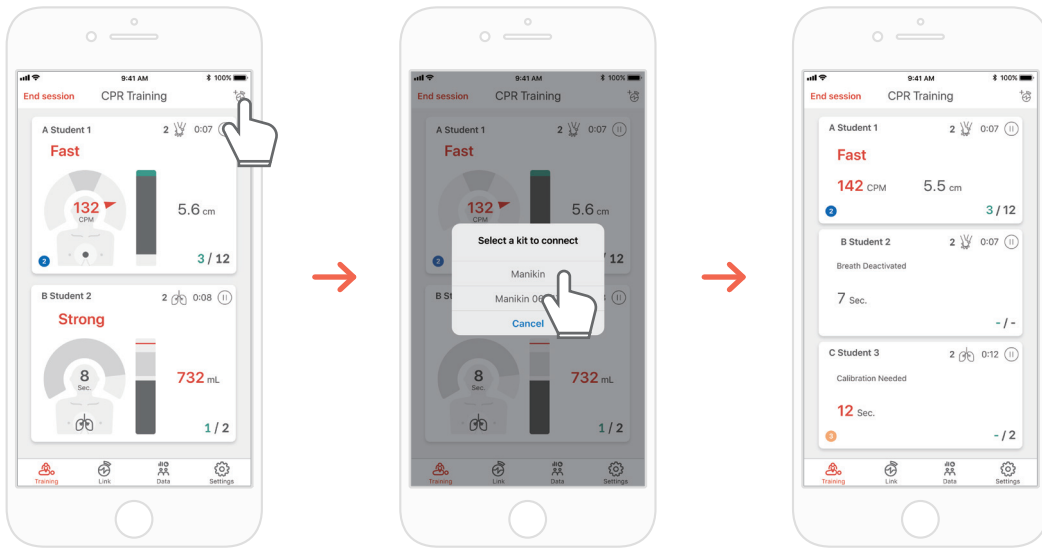 9:41 AM
100%
End session CPR Training
A Student 1 2 0:07
Fast
132
CPM
5.6 cm
2
3 / 12
B Student 2 2 0:08
Strong
8
Sec.
732 mL
1 / 2
Training Link Data Settings
9:41 AM
100%
End session CPR Training
A Student 1 2 0:07
Fast
132
CPM
5.6 cm
Select a kit to connect
2
12
Manikin
B St
Manikin 06
Cancel
8
Sec.
732 mL
1 / 2
Training Link Data Settings
9:41 AM
100%
End session CPR Training
A Student 1 2 0:07
Fast
142 CPM 5.5 cm
2
3 / 12
B Student 2 2 0:07
Breath Deactivated
7 Sec.
- / -
C Student 3 2 0:12
Calibration Needed
12 Sec.
3
- / 2
Training Link Data Settings